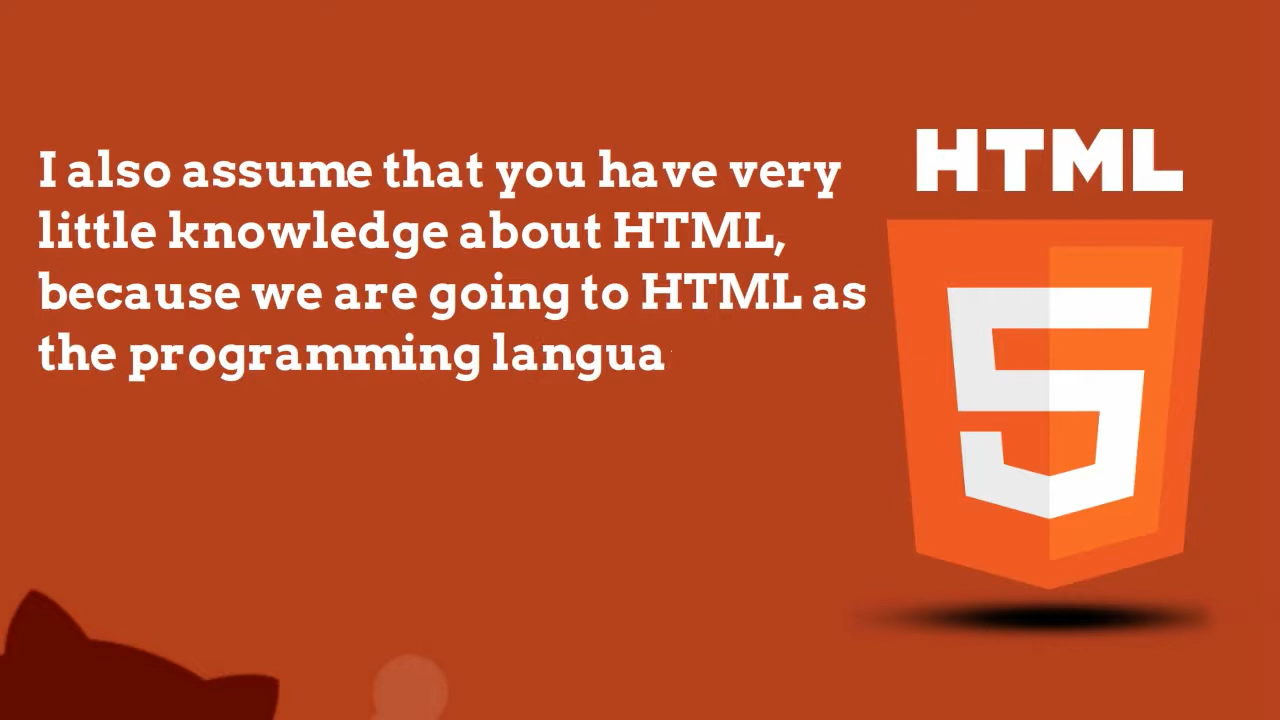 I also assume that you have very
little knowledge about HTML,
because we are going to HTML as
the programming langua
HTML
5